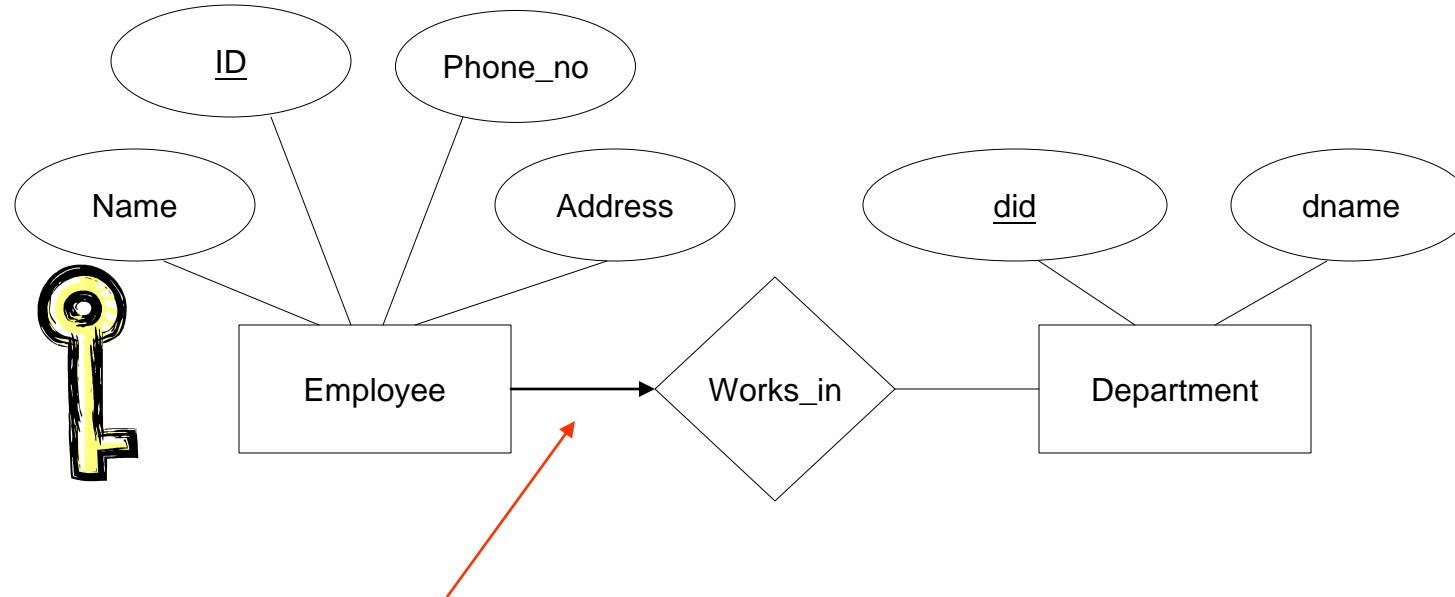 ID
Phone_no
Name
Address
did
dname
Employee
Works_in
Department